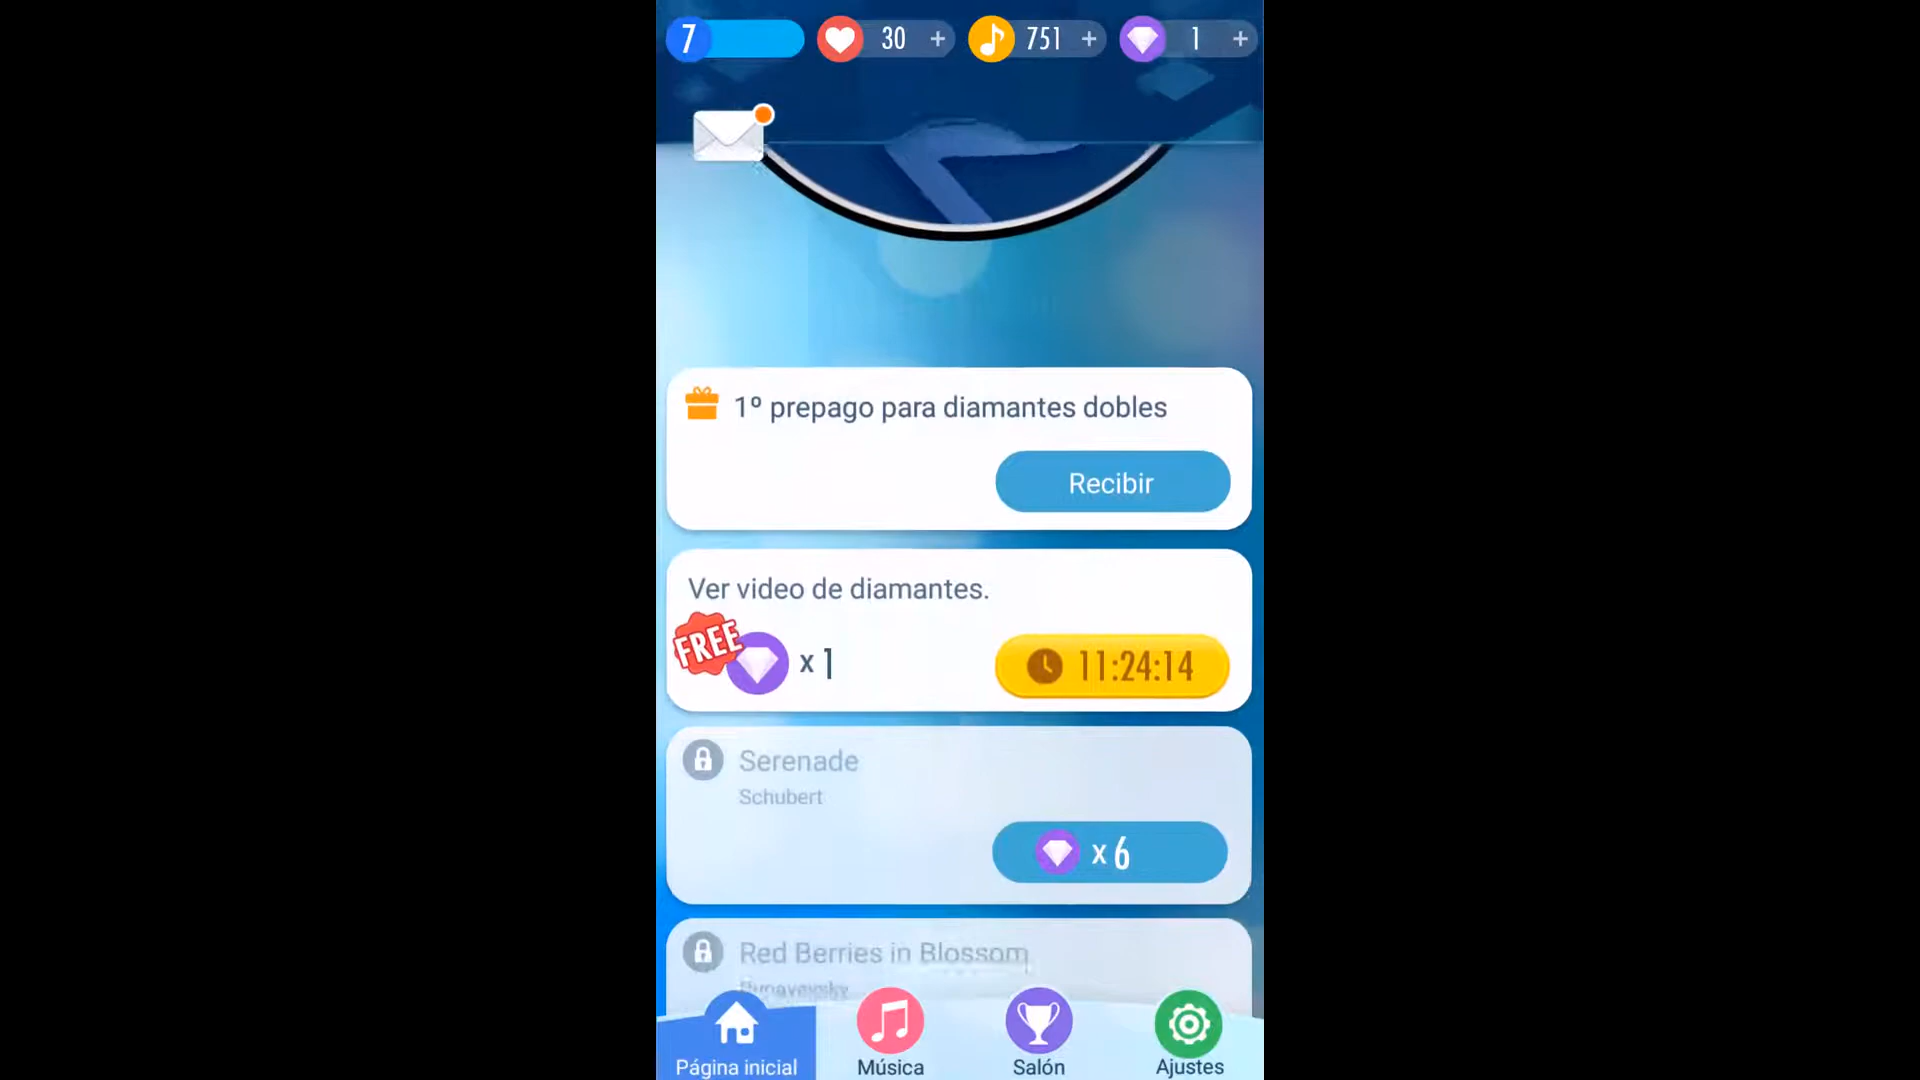 7 30 + 751 + 1 +
1º prepago para diamantes dobles
Recibir
Ver video de diamantes.
FREE x 1 11:24:14
Serenade
Schubert
x 6
Red Berries in Blossom
Página inicial Música Salón Ajustes